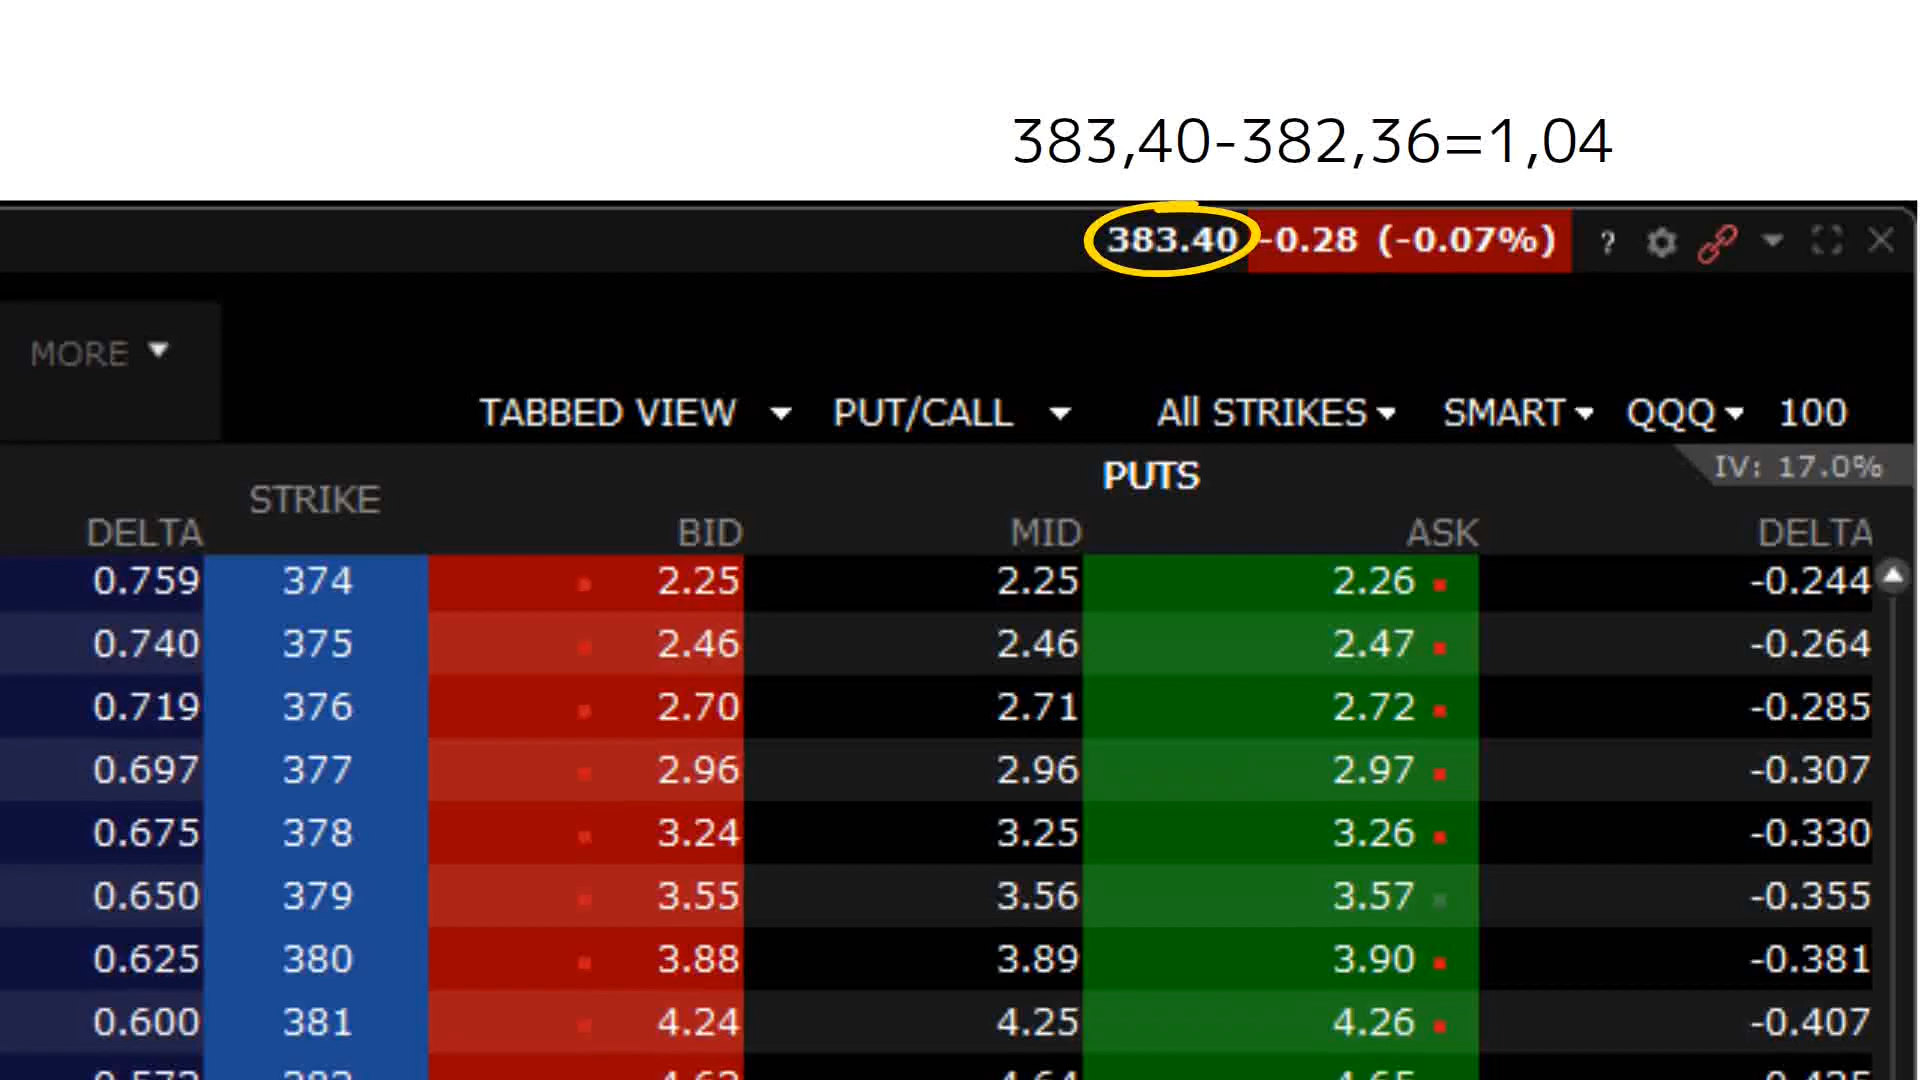 383,40-382,36=1,04
383.40 -0.28 (-0.07%) ?
MORE
TABBED VIEW PUT/CALL All STRIKES SMART QQQ 100
PUTS IV: 17.0%
DELTA STRIKE BID MID ASK DELTA
0.759 374 2.25 2.25 2.26 -0.244
0.740 375 2.46 2.46 2.47 -0.264
0.719 376 2.70 2.71 2.72 -0.285
0.697 377 2.96 2.96 2.97 -0.307
0.675 378 3.24 3.25 3.26 -0.330
0.650 379 3.55 3.56 3.57 -0.355
0.625 380 3.88 3.89 3.90 -0.381
0.600 381 4.24 4.25 4.26 -0.407